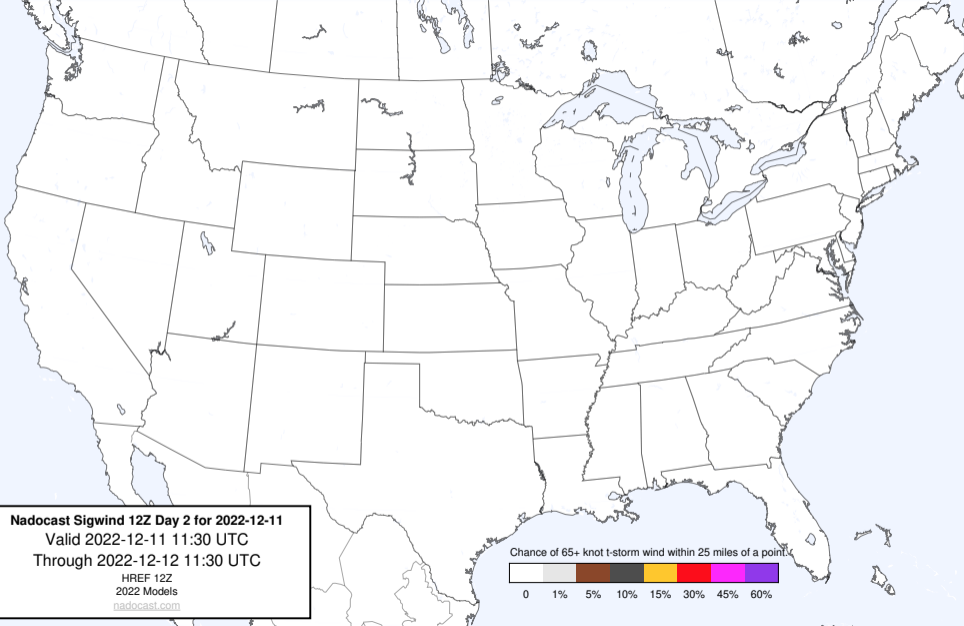 Nadocast Sigwind 12Z Day 2 for 2022-12-11
Valid 2022-12-11 11:30 UTC
Through 2022-12-12 11:30 UTC
HREF 12Z
2022 Models
nadocast.com
Chance of 65+ knot t-storm wind within 25 miles of a point.
0 1% 5% 10% 15% 30% 45% 60%